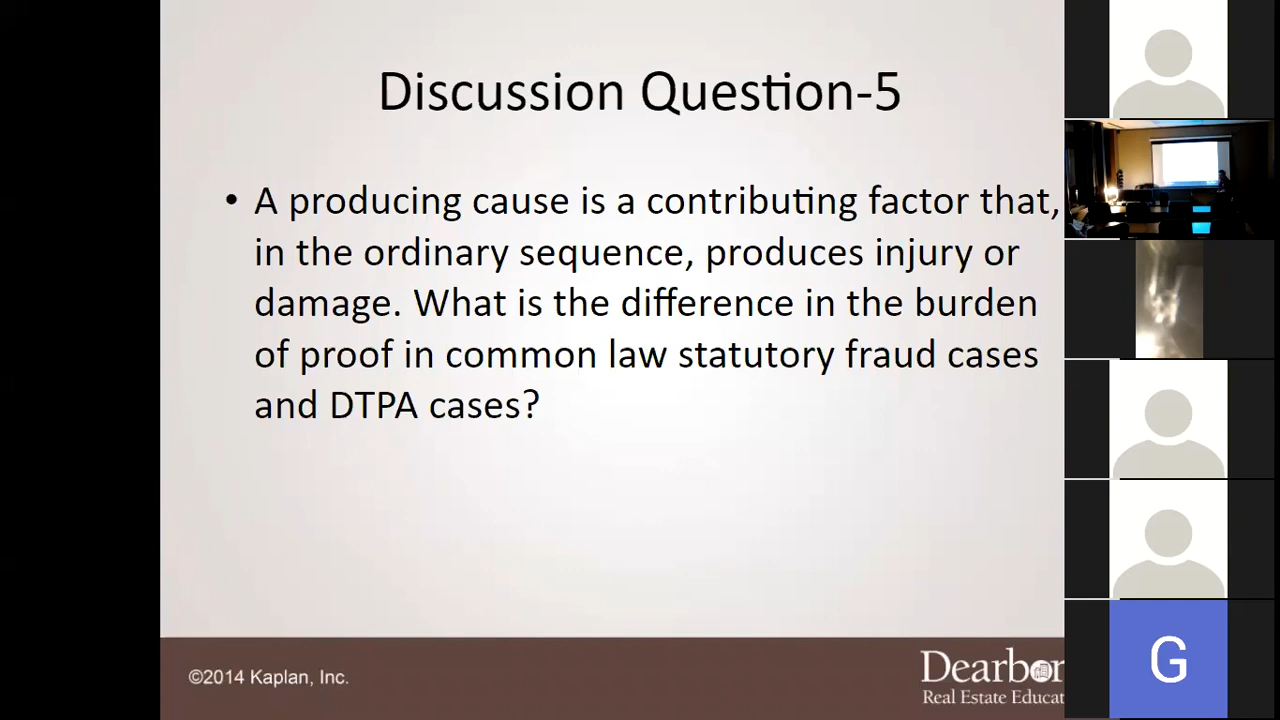 Discussion Question-5
• A producing cause is a contributing factor that,
in the ordinary sequence, produces injury or
damage. What is the difference in the burden
of proof in common law statutory fraud cases
and DTPA cases?
©2014 Kaplan, Inc.
Dearbor
Real Estate Educat
G